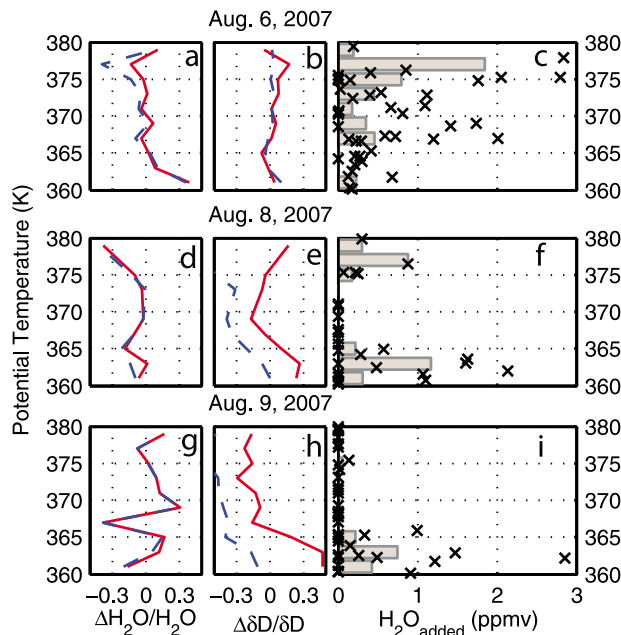 Aug. 6, 2007
380 a b c 380
375 375
370 370
365 365
360 360
Aug. 8, 2007
380 d e f 380
375 375
370 370
365 365
360 360
Aug. 9, 2007
380 g h i 380
375 375
370 370
365 365
360 360
−0.3 0 0.3 −0.3 0 0.3 0 1 2 3
ΔH₂O/H₂O ΔδD/δD H₂O_added (ppmv)
Potential Temperature (K)